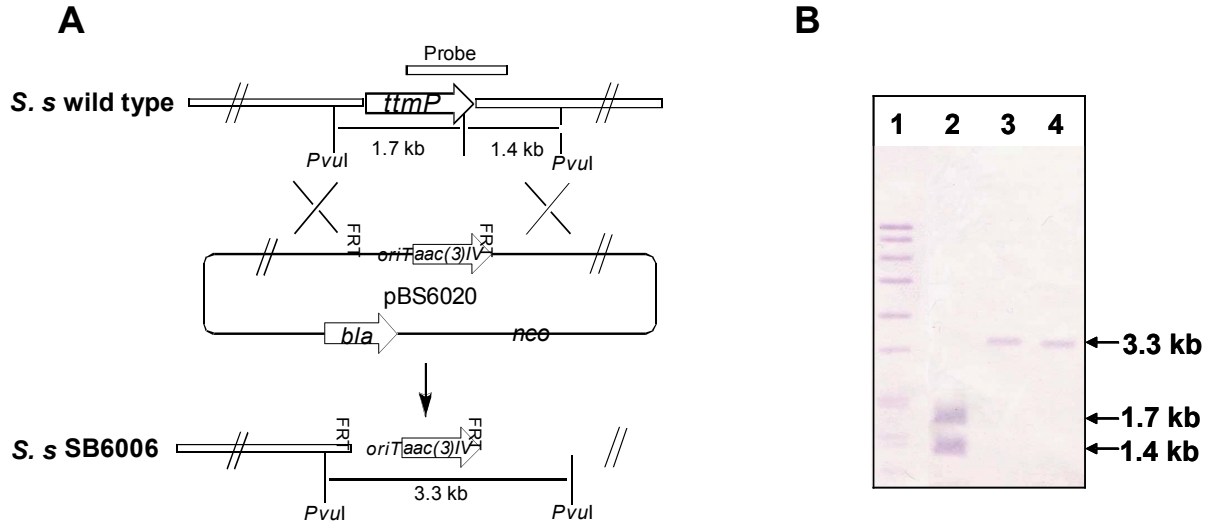 A
Probe
S. s wild type
ttmP
1.7 kb
1.4 kb
PvuI
PvuI
FRT
oriT
aac(3)IV
FRT
pBS6020
bla
neo
S. s SB6006
FRT
oriT
aac(3)IV
FRT
3.3 kb
PvuI
PvuI
B
1 2 3 4
3.3 kb
1.7 kb
1.4 kb